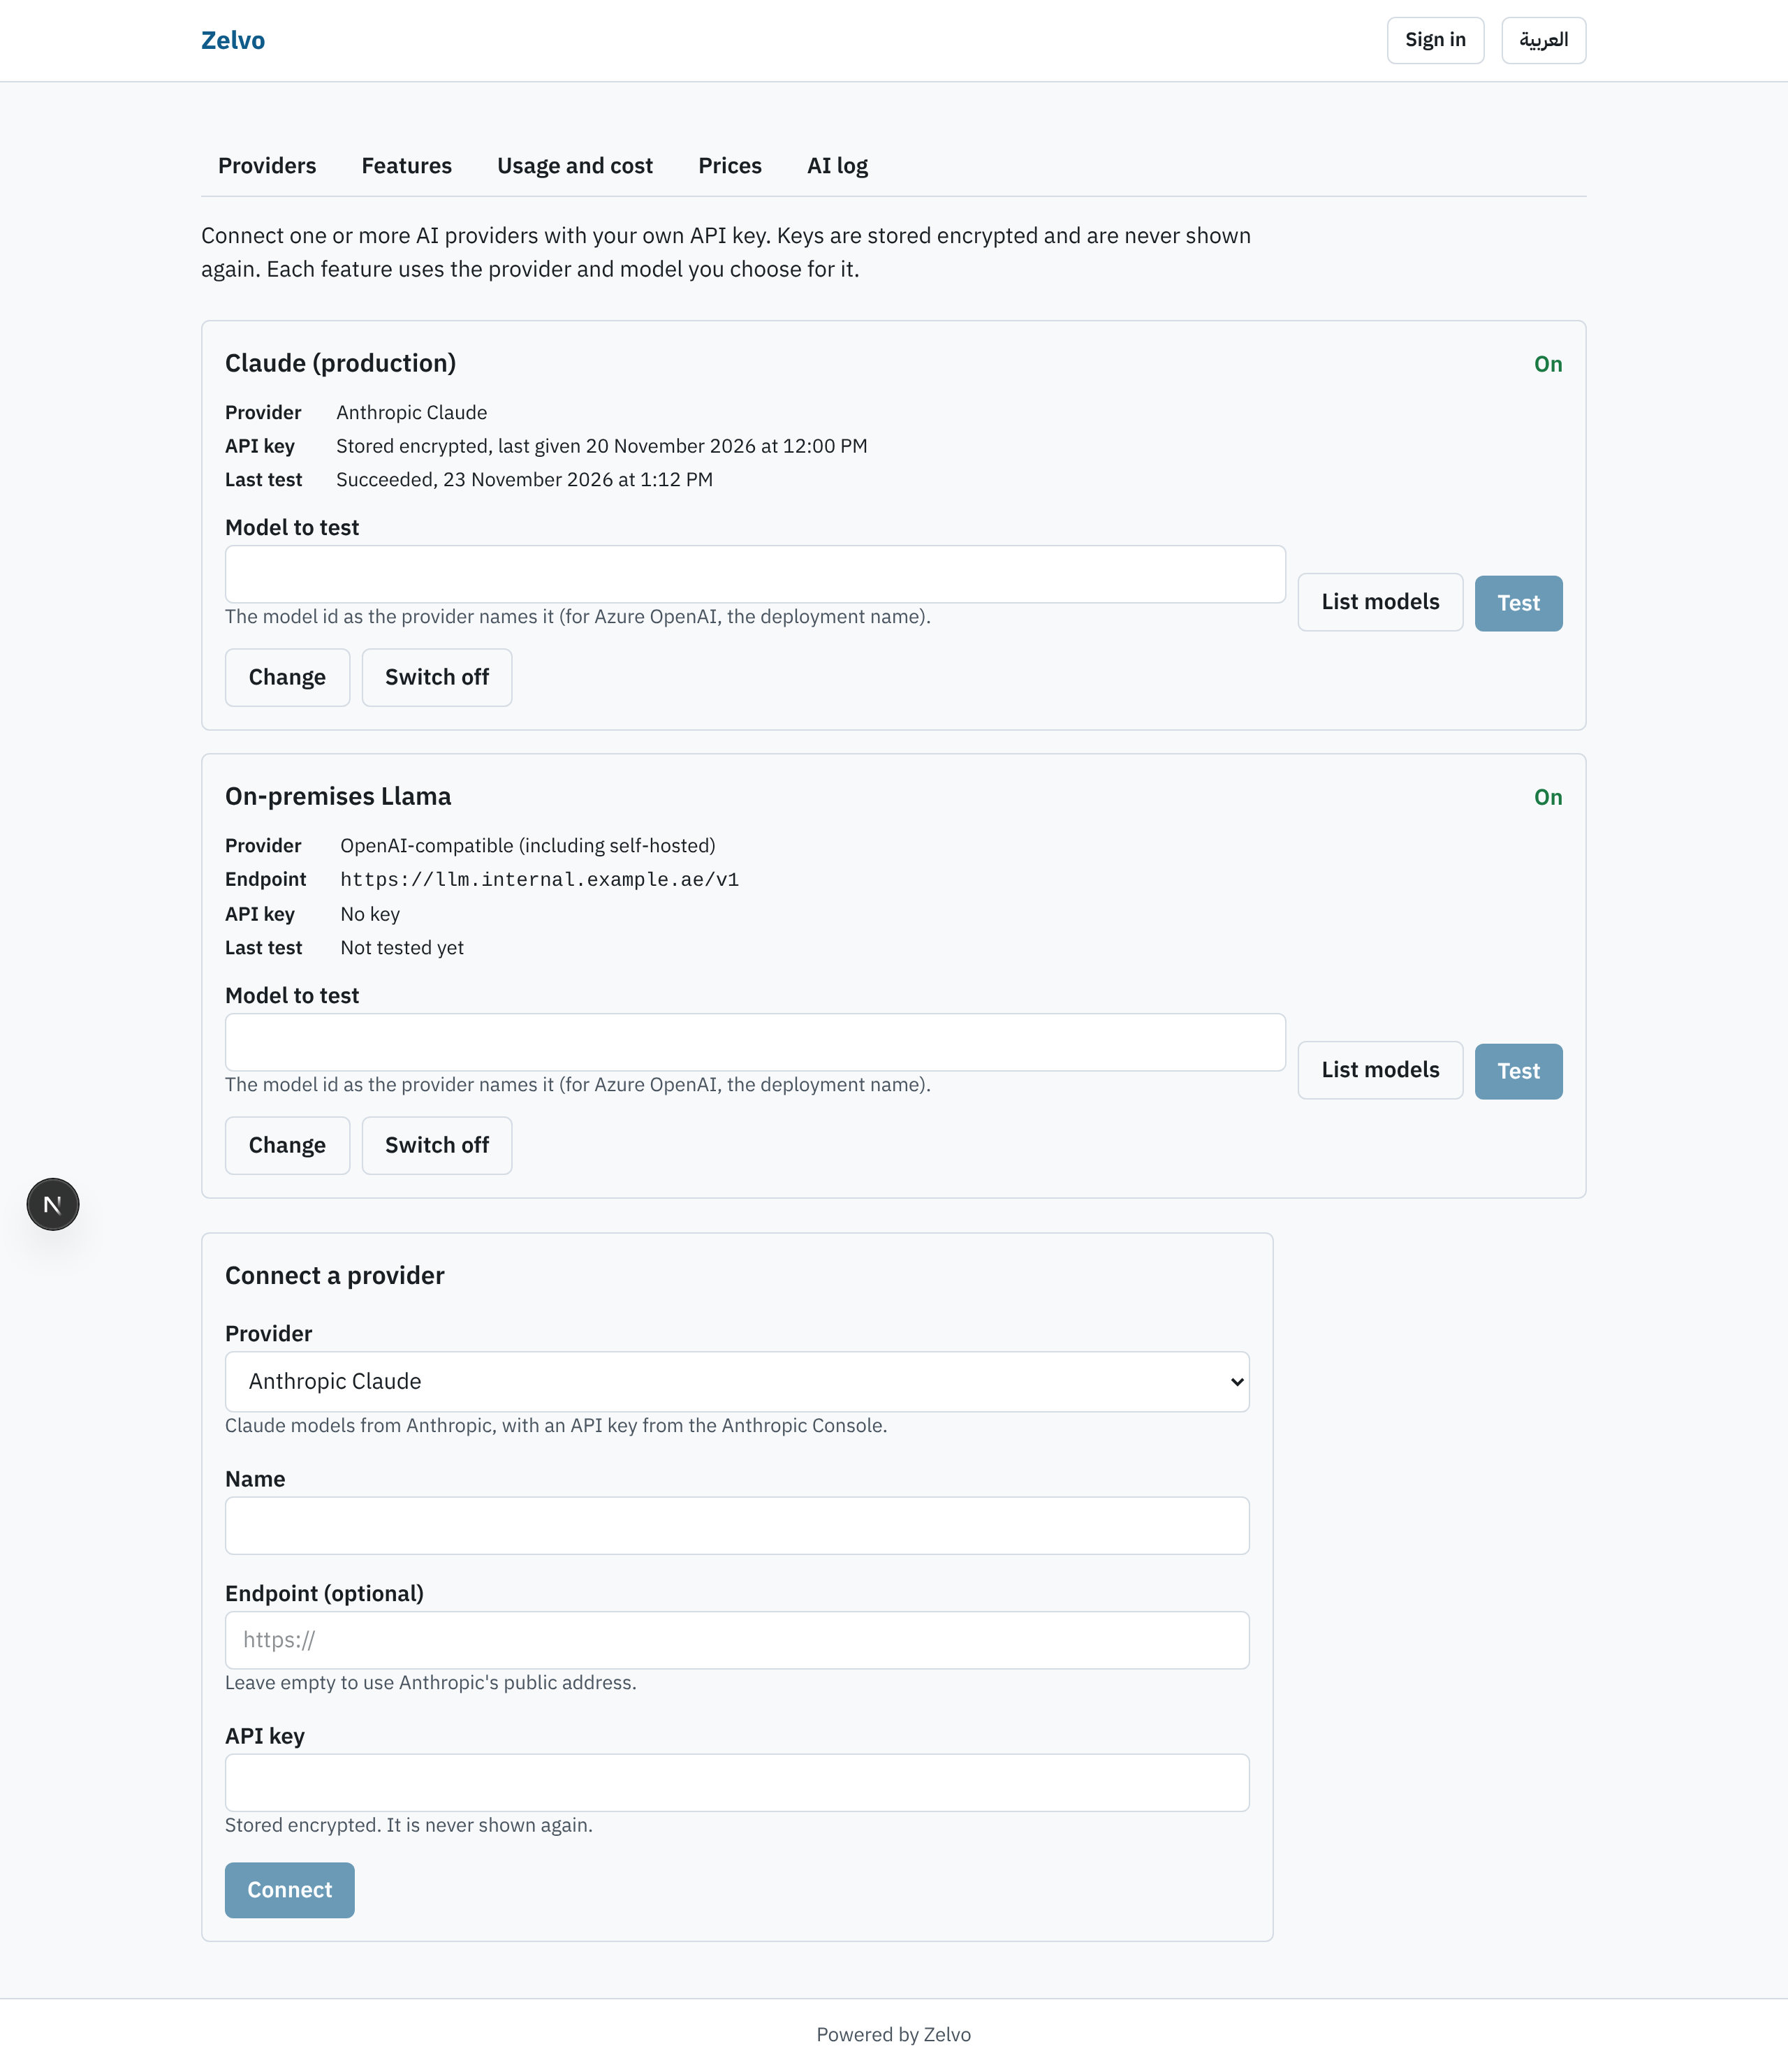 Zelvo
Sign in
العربية
Providers
Features
Usage and cost
Prices
AI log
Connect one or more AI providers with your own API key. Keys are stored encrypted and are never shown
again. Each feature uses the provider and model you choose for it.
Claude (production)
On
Provider Anthropic Claude
API key Stored encrypted, last given 20 November 2026 at 12:00 PM
Last test Succeeded, 23 November 2026 at 1:12 PM
Model to test
List models
Test
The model id as the provider names it (for Azure OpenAI, the deployment name).
Change
Switch off
On-premises Llama
On
Provider OpenAI-compatible (including self-hosted)
Endpoint https://llm.internal.example.ae/v1
API key No key
Last test Not tested yet
Model to test
List models
Test
The model id as the provider names it (for Azure OpenAI, the deployment name).
Change
Switch off
N
Connect a provider
Provider
Anthropic Claude
Claude models from Anthropic, with an API key from the Anthropic Console.
Name
Endpoint (optional)
https://
Leave empty to use Anthropic's public address.
API key
Stored encrypted. It is never shown again.
Connect
Powered by Zelvo